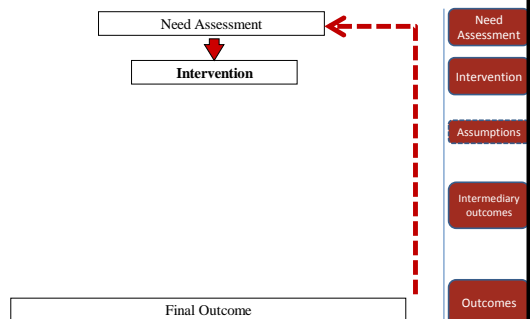 Need Assessment
Intervention
Final Outcome
Need
Assessment
Intervention
Assumptions
Intermediary
outcomes
Outcomes